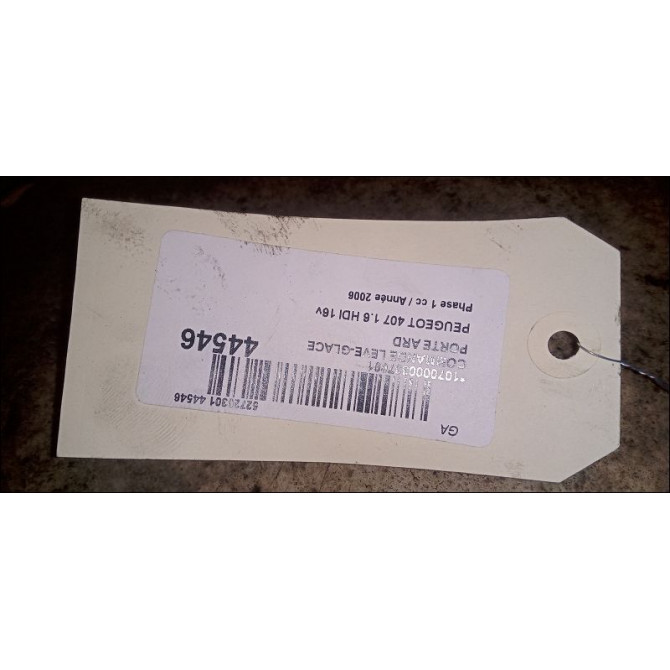 GA
52720301 44546
COMMANDE LEVE-GLACE
PORTE ARD
44546
PEUGEOT 407 1.6 HDI 16v
Phase 1 cc / Année 2006